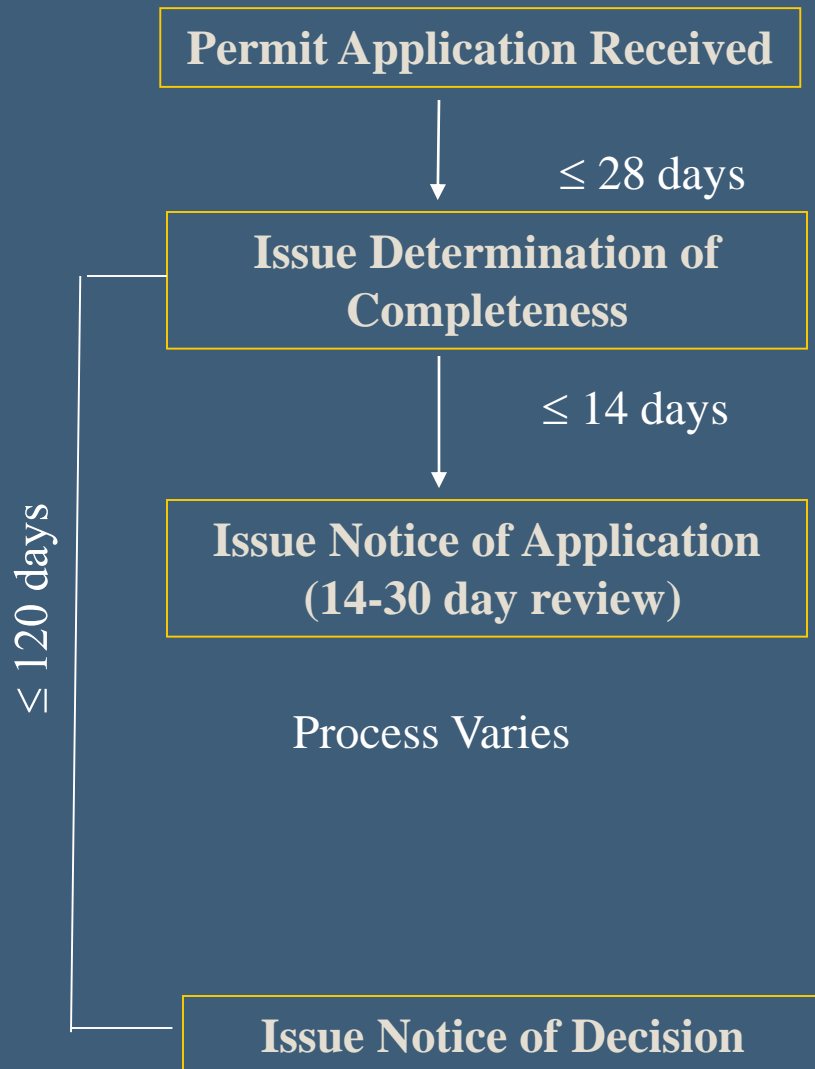 Permit Application Received
≤ 28 days
Issue Determination of
Completeness
≤ 14 days
≤ 120 days
Issue Notice of Application
(14-30 day review)
Process Varies
Issue Notice of Decision